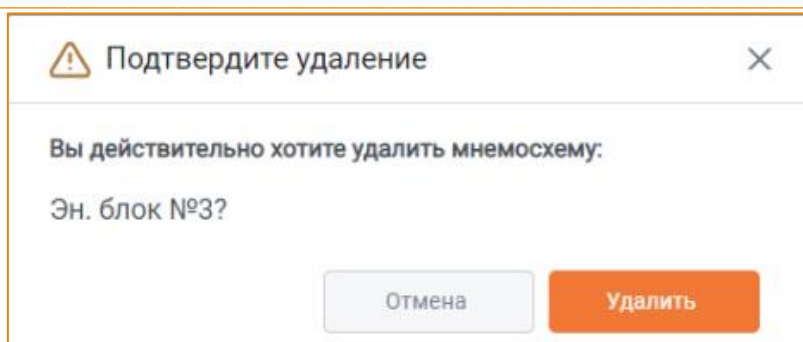 Подтвердите удаление
Вы действительно хотите удалить мнемосхему:
Эн. блок №3?
Отмена
Удалить